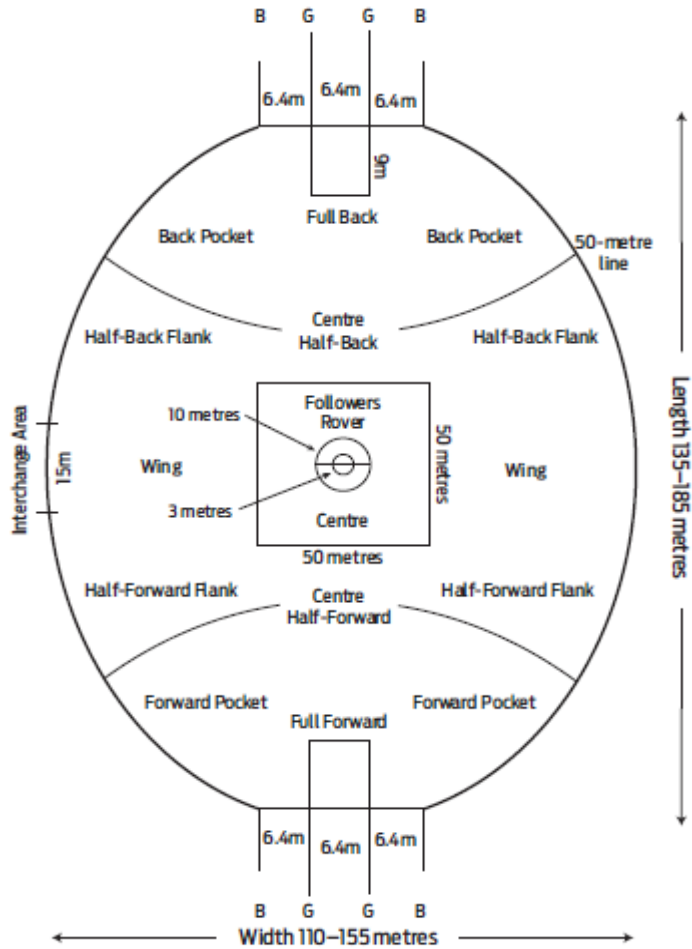 B G G B
6.4m 6.4m 6.4m
9m
Full Back
Back Pocket
Back Pocket
50-metre
line
Centre
Half-Back
Half-Back Flank
Half-Back Flank
Followers
Rover
10 metres
50 metres
Length 135–185 metres
Interchange Area
15m
Wing
Wing
3 metres
Centre
50 metres
Half-Forward Flank
Half-Forward Flank
Centre
Half-Forward
Forward Pocket
Forward Pocket
Full Forward
6.4m 6.4m 6.4m
B G G B
Width 110–155 metres